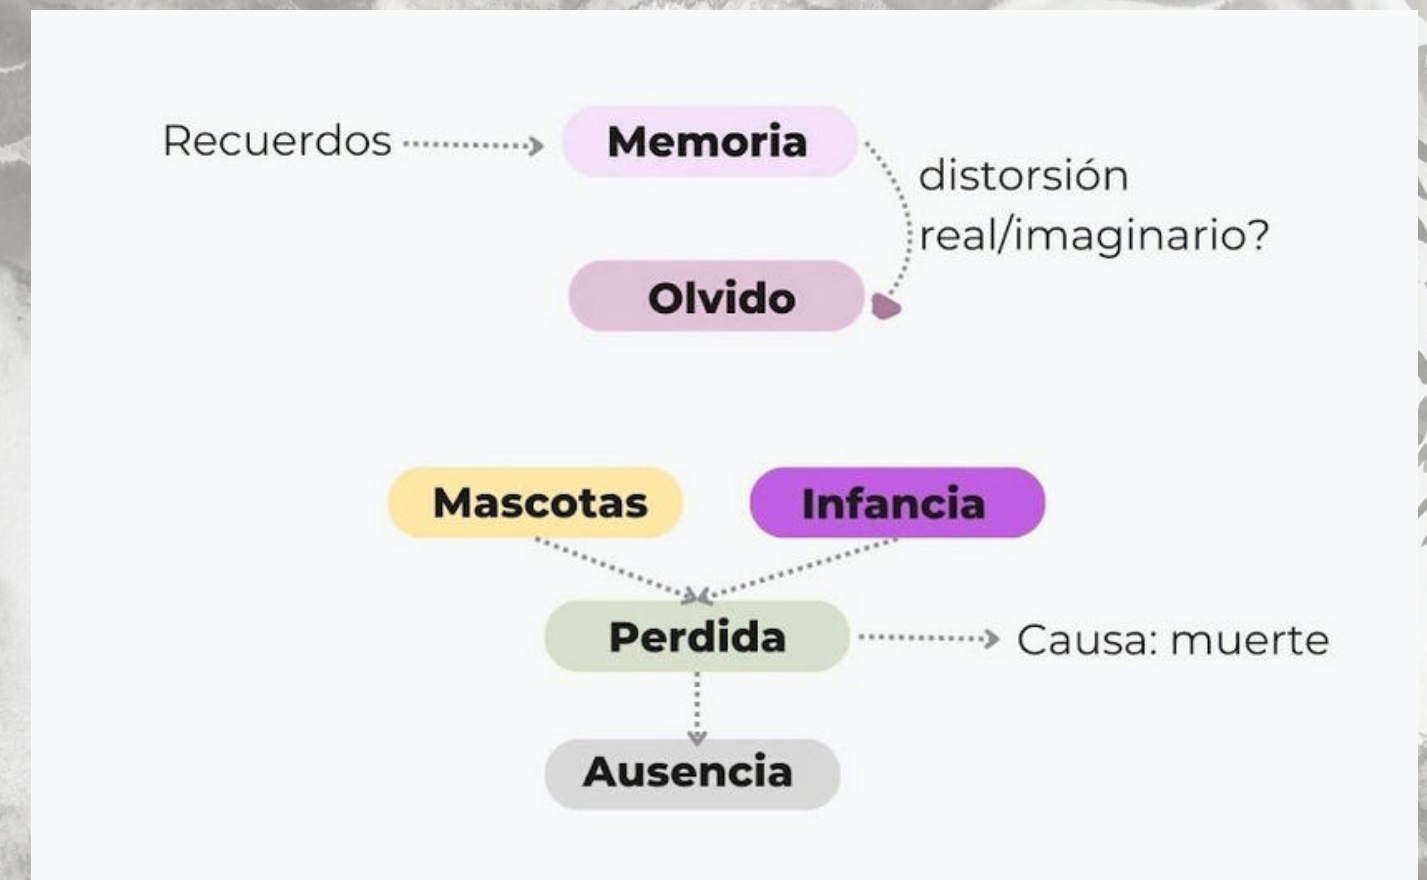 Recuerdos
Memoria
distorsión
real/imaginario?
Olvido
Mascotas
Infancia
Perdida
Causa: muerte
Ausencia